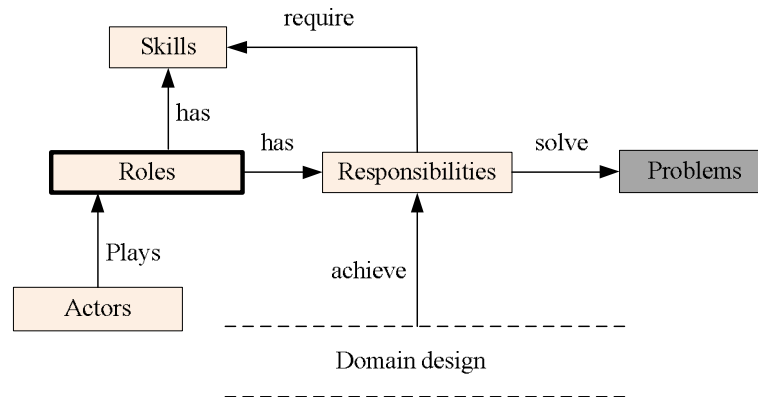 require
Skills
has
has
solve
Roles
Responsibilities
Problems
Plays
achieve
Actors
Domain design